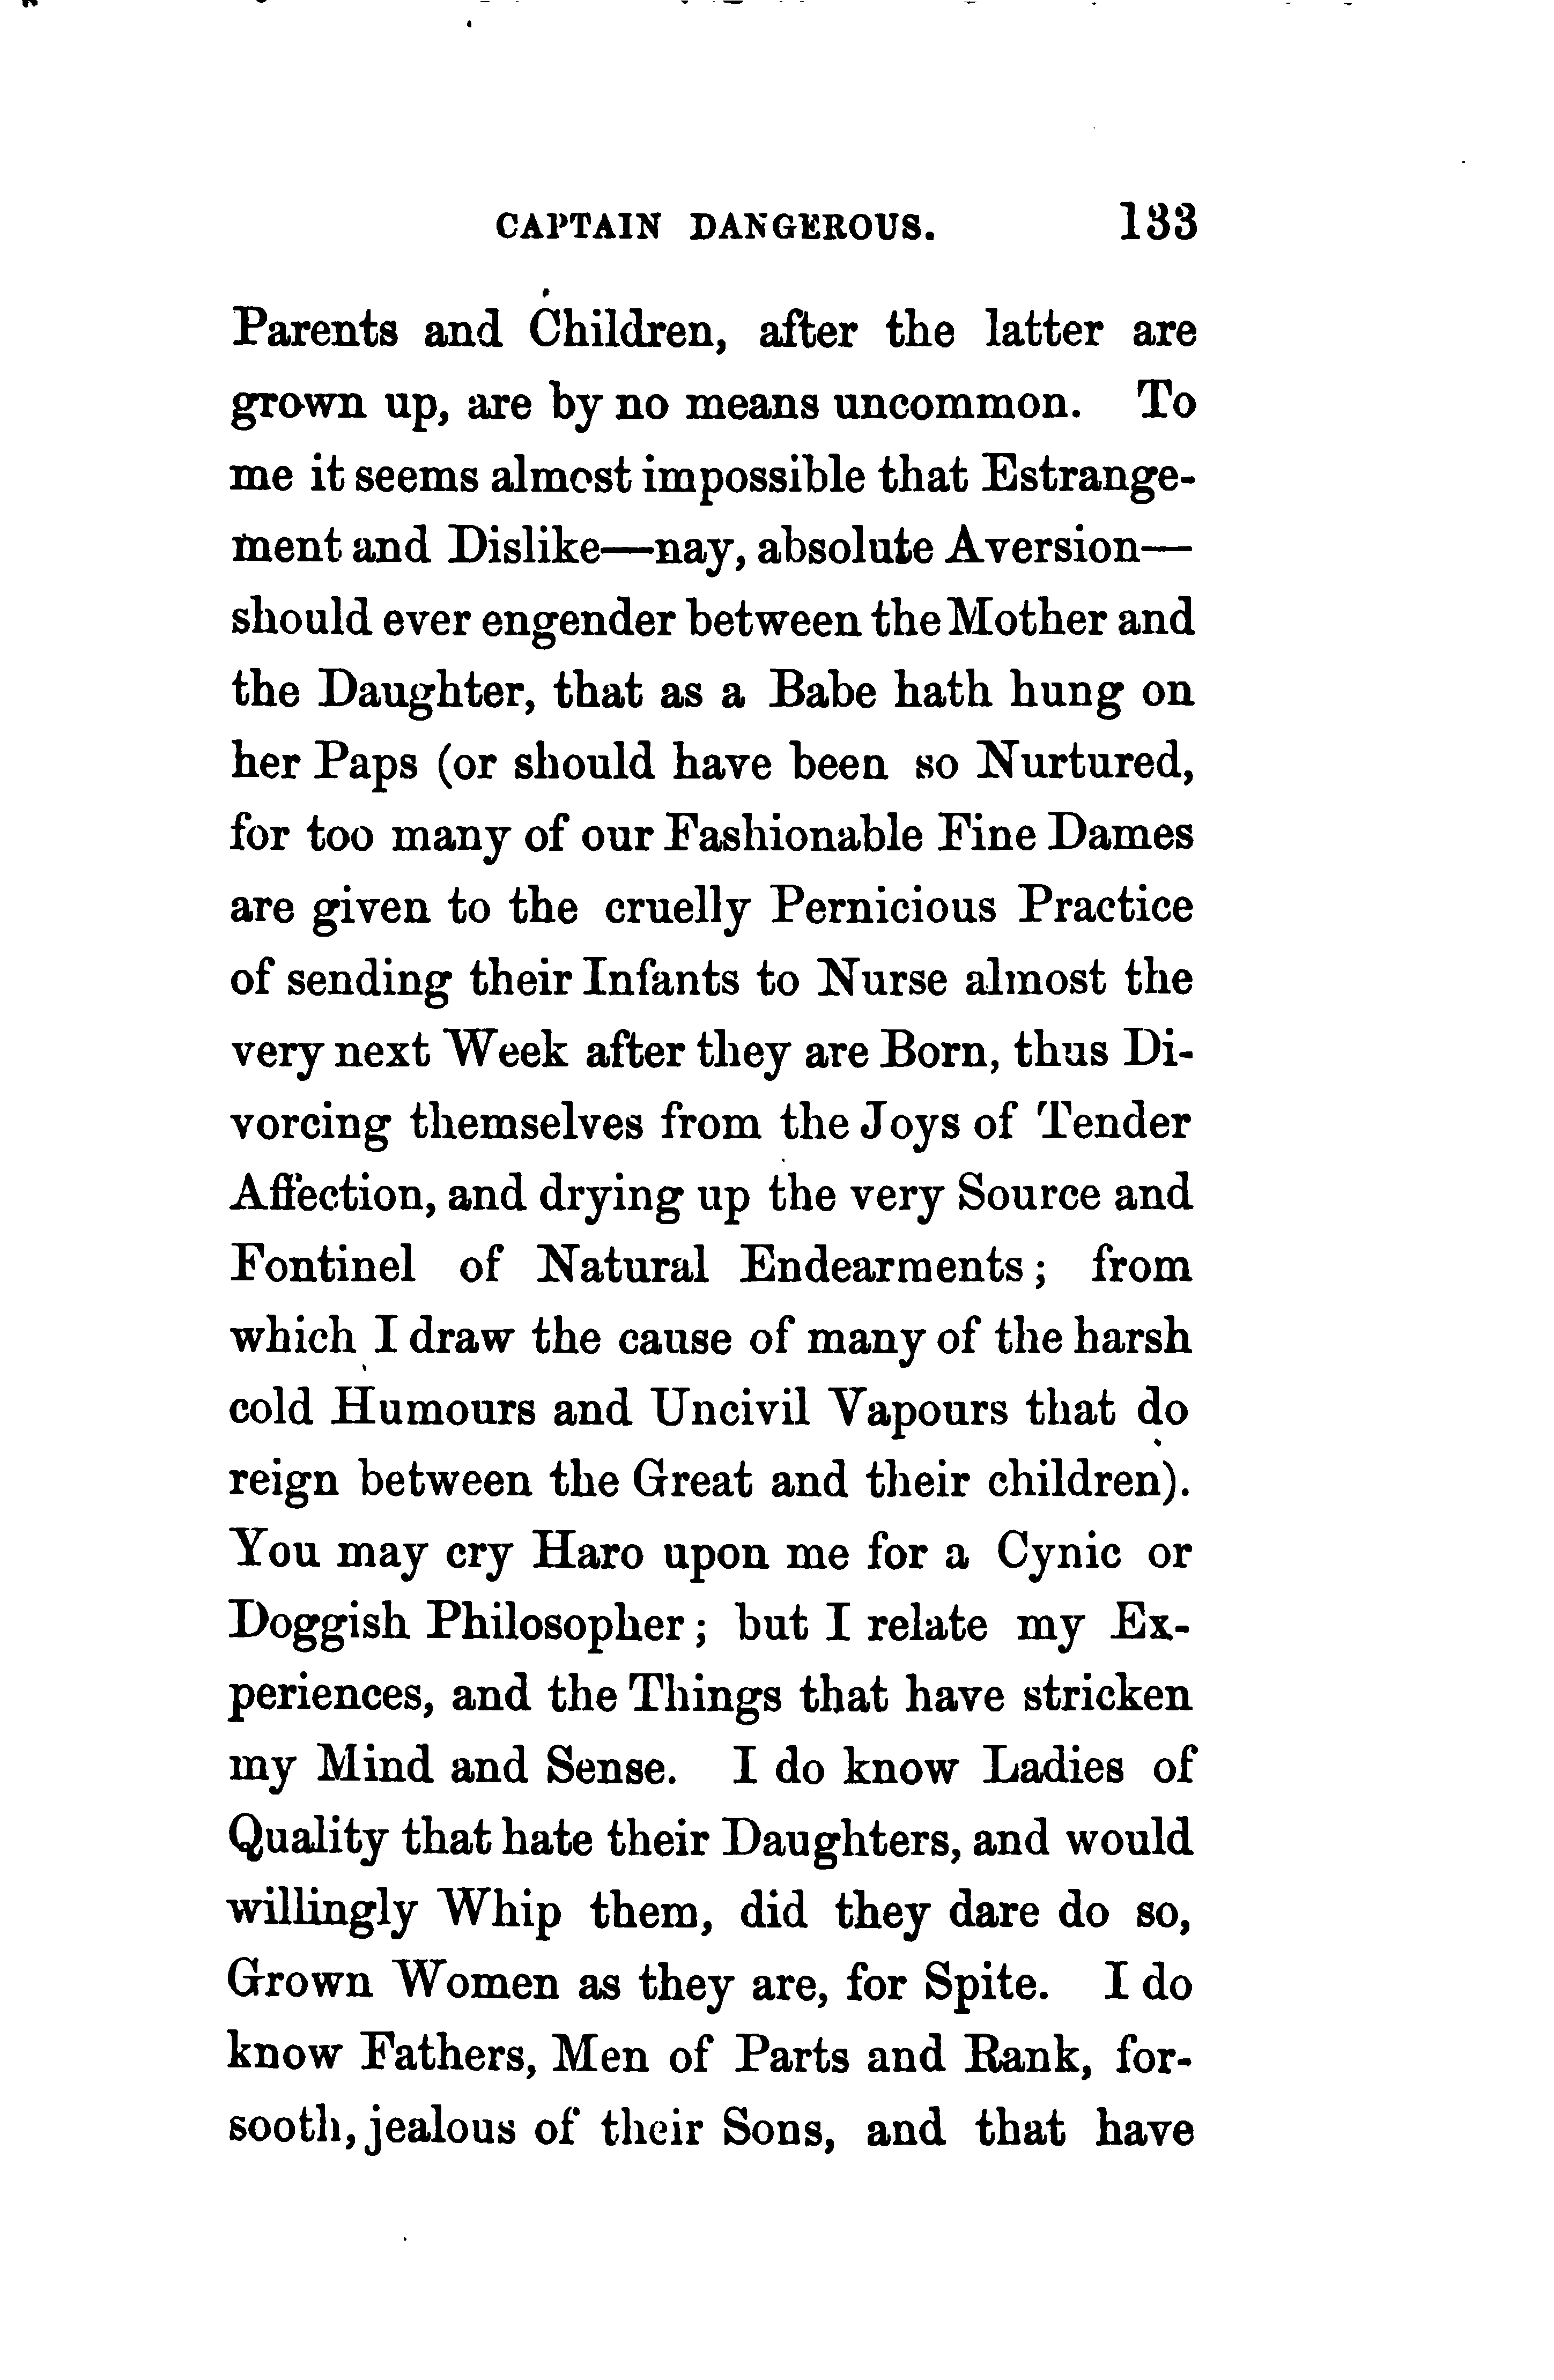 CAPTAIN DANGEROUS. 133
Parents and Children, after the latter are
grown up, are by no means uncommon. To
me it seems almost impossible that Estrange-
ment and Dislike—nay, absolute Aversion—
should ever engender between the Mother and
the Daughter, that as a Babe hath hung on
her Paps (or should have been so Nurtured,
for too many of our Fashionable Fine Dames
are given to the cruelly Pernicious Practice
of sending their Infants to Nurse almost the
very next Week after they are Born, thus Di-
vorcing themselves from the Joys of Tender
Affection, and drying up the very Source and
Fontinel of Natural Endearments; from
which I draw the cause of many of the harsh
cold Humours and Uncivil Vapours that do
reign between the Great and their children).
You may cry Haro upon me for a Cynic or
Doggish Philosopher; but I relate my Ex-
periences, and the Things that have stricken
my Mind and Sense. I do know Ladies of
Quality that hate their Daughters, and would
willingly Whip them, did they dare do so,
Grown Women as they are, for Spite. I do
know Fathers, Men of Parts and Rank, for-
sooth, jealous of their Sons, and that have